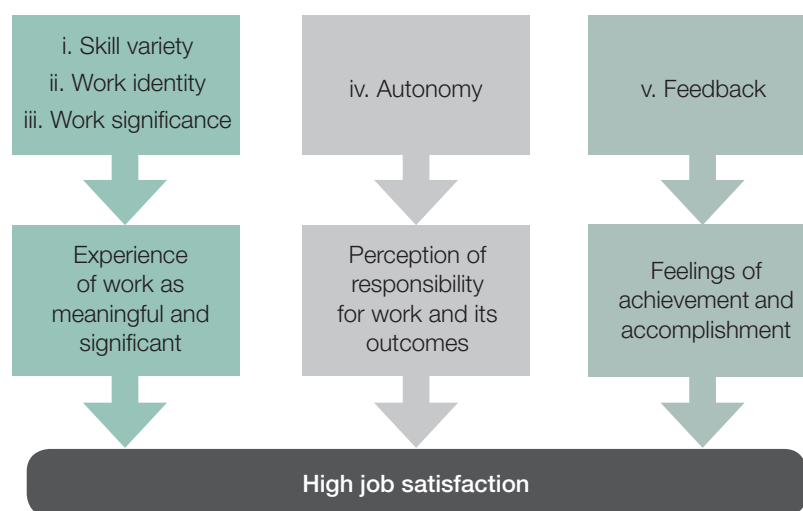 i. Skill variety
ii. Work identity
iii. Work significance
iv. Autonomy
v. Feedback
Experience
of work as
meaningful and
significant
Perception of
responsibility
for work and its
outcomes
Feelings of
achievement and
accomplishment
High job satisfaction